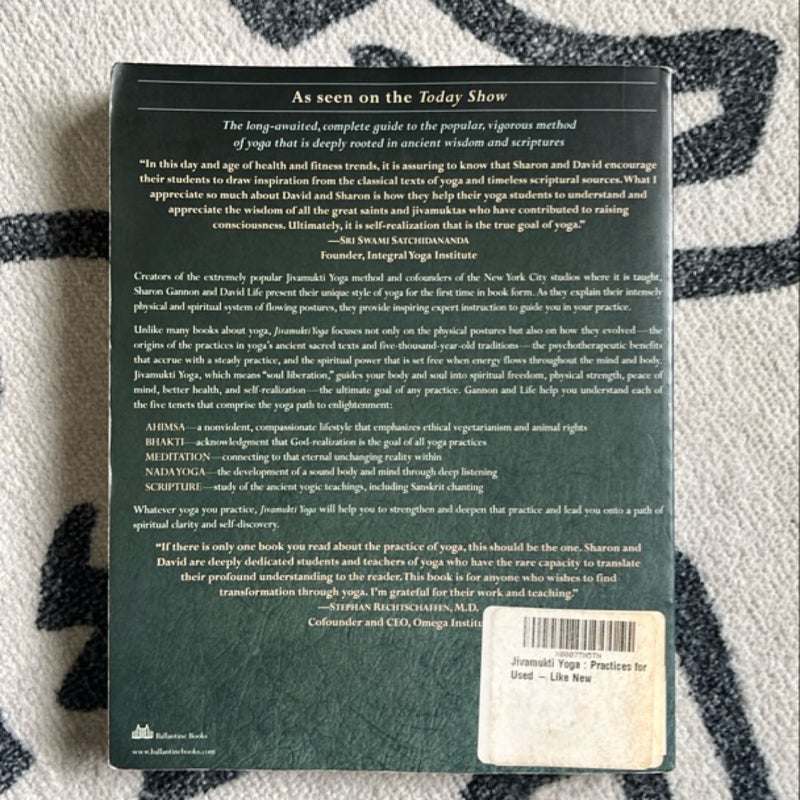 As seen on the Today Show
The long-awaited, complete guide to the popular, vigorous method
of yoga that is deeply rooted in ancient wisdom and scriptures
“In this day and age of health and fitness trends, it is assuring to know that Sharon and David encourage
their students to draw inspiration from the classical texts of yoga and timeless scriptural sources. What I
appreciate so much about David and Sharon is how they help their yoga students to understand and
appreciate the wisdom of all the great saints and jivamuktas who have contributed to raising
consciousness. Ultimately, it is self-realization that is the true goal of yoga.”
—SRI SWAMI SATCHIDANANDA
Founder, Integral Yoga Institute
Creators of the extremely popular Jivamukti Yoga method and cofounders of the New York City studios where it is taught,
Sharon Gannon and David Life present their unique style of yoga for the first time in book form. As they explain their intensely
physical and spiritual system of flowing postures, they provide inspiring expert instruction to guide you in your practice.
Unlike many books about yoga, Jivamukti Yoga focuses not only on the physical postures but also on how they evolved—the
origins of the practices in yoga's ancient sacred texts and five-thousand-year-old traditions—the psychotherapeutic benefits
that accrue with a steady practice, and the spiritual power that is set free when energy flows throughout the mind and body.
Jivamukti Yoga, which means “soul liberation,” guides your body and soul into spiritual freedom, physical strength, peace of
mind, better health, and self-realization—the ultimate goal of any practice. Gannon and Life help you understand each of
the five tenets that comprise the yoga path to enlightenment:
AHIMSA—a nonviolent, compassionate lifestyle that emphasizes ethical vegetarianism and animal rights
BHAKTI—acknowledgment that God-realization is the goal of all yoga practices
MEDITATION—connecting to that eternal unchanging reality within
NADA YOGA—the development of a sound body and mind through deep listening
SCRIPTURE—study of the ancient yogic teachings, including Sanskrit chanting
Whatever yoga you practice, Jivamukti Yoga will help you to strengthen and deepen that practice and lead you onto a path of
spiritual clarity and self-discovery.
“If there is only one book you read about the practice of yoga, this should be the one. Sharon and
David are deeply dedicated students and teachers of yoga who have the rare capacity to translate
their profound understanding to the reader. This book is for anyone who wishes to find
transformation through yoga. I'm grateful for their work and teaching.”
—STEPHAN RECHTSCHAFFEN, M.D.
Cofounder and CEO, Omega Institu
Jivamukti Yoga : Practices for
Used – Like New
Ballantine Books
www.ballantinebooks.com